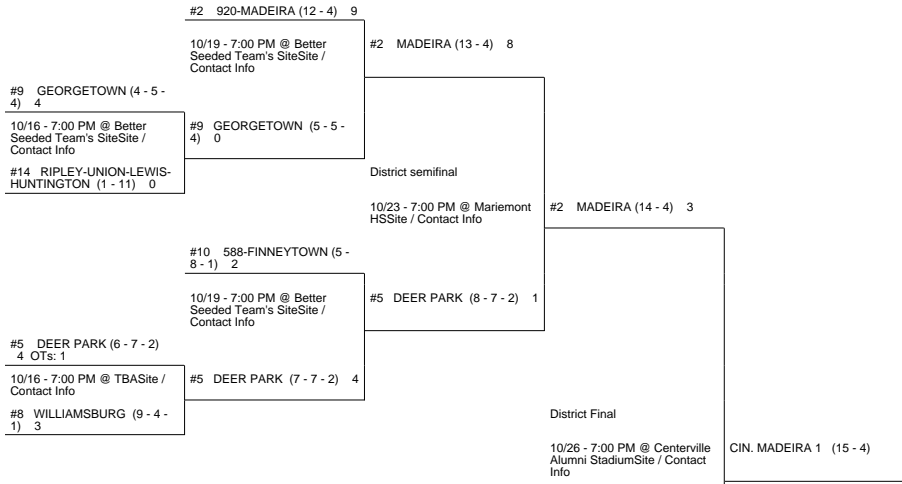 #2 920-MADEIRA (12 - 4) 9
10/19 - 7:00 PM @ Better
Seeded Team's SiteSite /
Contact Info
#2 MADEIRA (13 - 4) 8
#9 GEORGETOWN (4 - 5 -
4) 4
10/16 - 7:00 PM @ Better
Seeded Team's SiteSite /
Contact Info
#9 GEORGETOWN (5 - 5 -
4) 0
#14 RIPLEY-UNION-LEWIS-
HUNTINGTON (1 - 11) 0
District semifinal
10/23 - 7:00 PM @ Mariemont
HSSite / Contact Info
#2 MADEIRA (14 - 4) 3
#10 588-FINNEYTOWN (5 -
8 - 1) 2
10/19 - 7:00 PM @ Better
Seeded Team's SiteSite /
Contact Info
#5 DEER PARK (8 - 7 - 2) 1
#5 DEER PARK (6 - 7 - 2)
4 OTs: 1
10/16 - 7:00 PM @ TBASite /
Contact Info
#5 DEER PARK (7 - 7 - 2) 4
#8 WILLIAMSBURG (9 - 4 -
1) 3
District Final
10/26 - 7:00 PM @ Centerville
Alumni StadiumSite / Contact
Info
CIN. MADEIRA 1 (15 - 4)